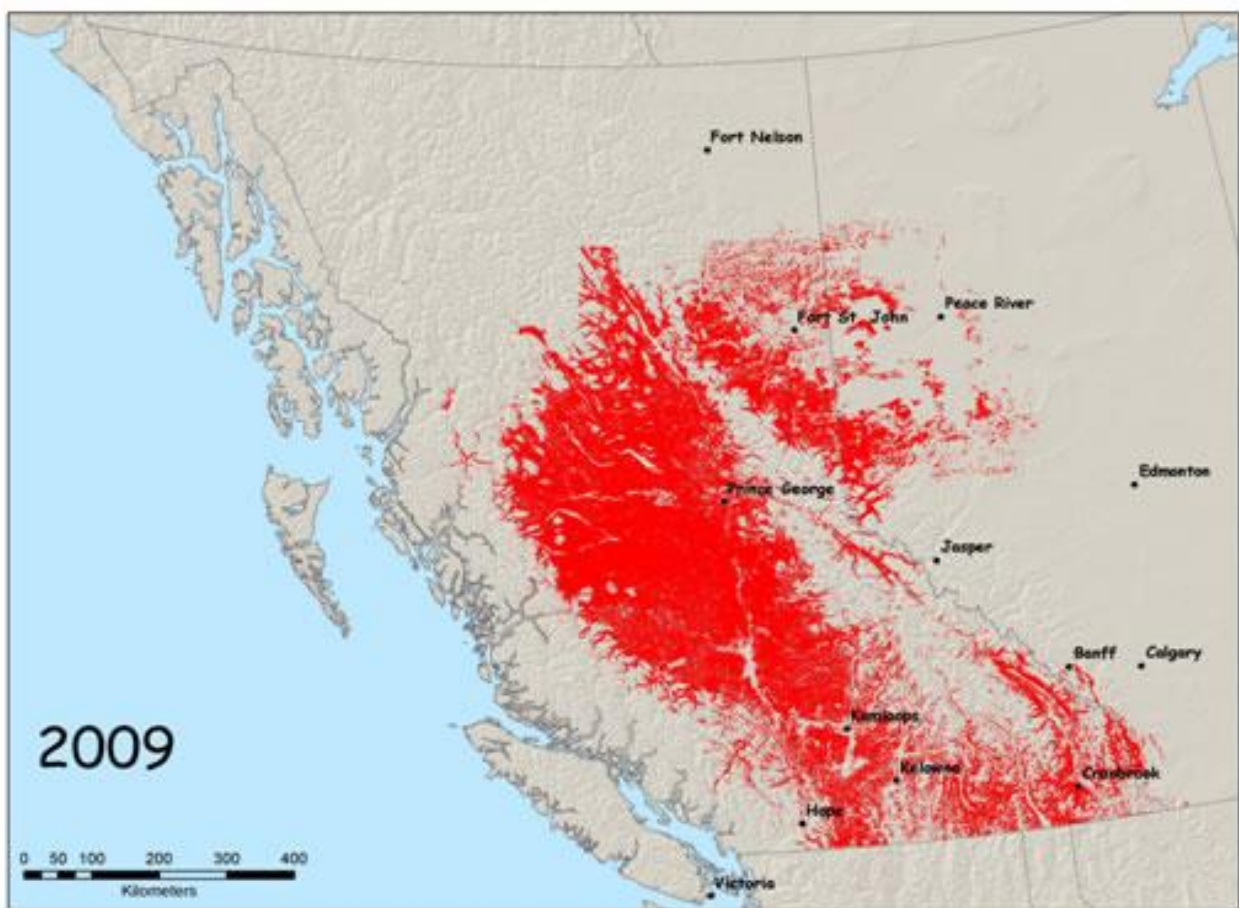 Fort Nelson
Peace River
Fort St. John
Edmonton
Prince George
Jasper
Banff
Calgary
2009
Kamloops
Kelowna
Cranbrook
Hope
0 50 100 200 300 400
Kilometers
Victoria